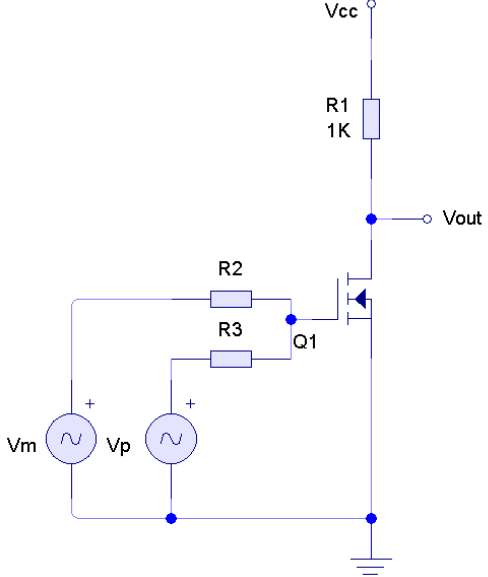 Vcc
R1
1K
Vout
R2
R3
Q1
+
+
Vm
Vp